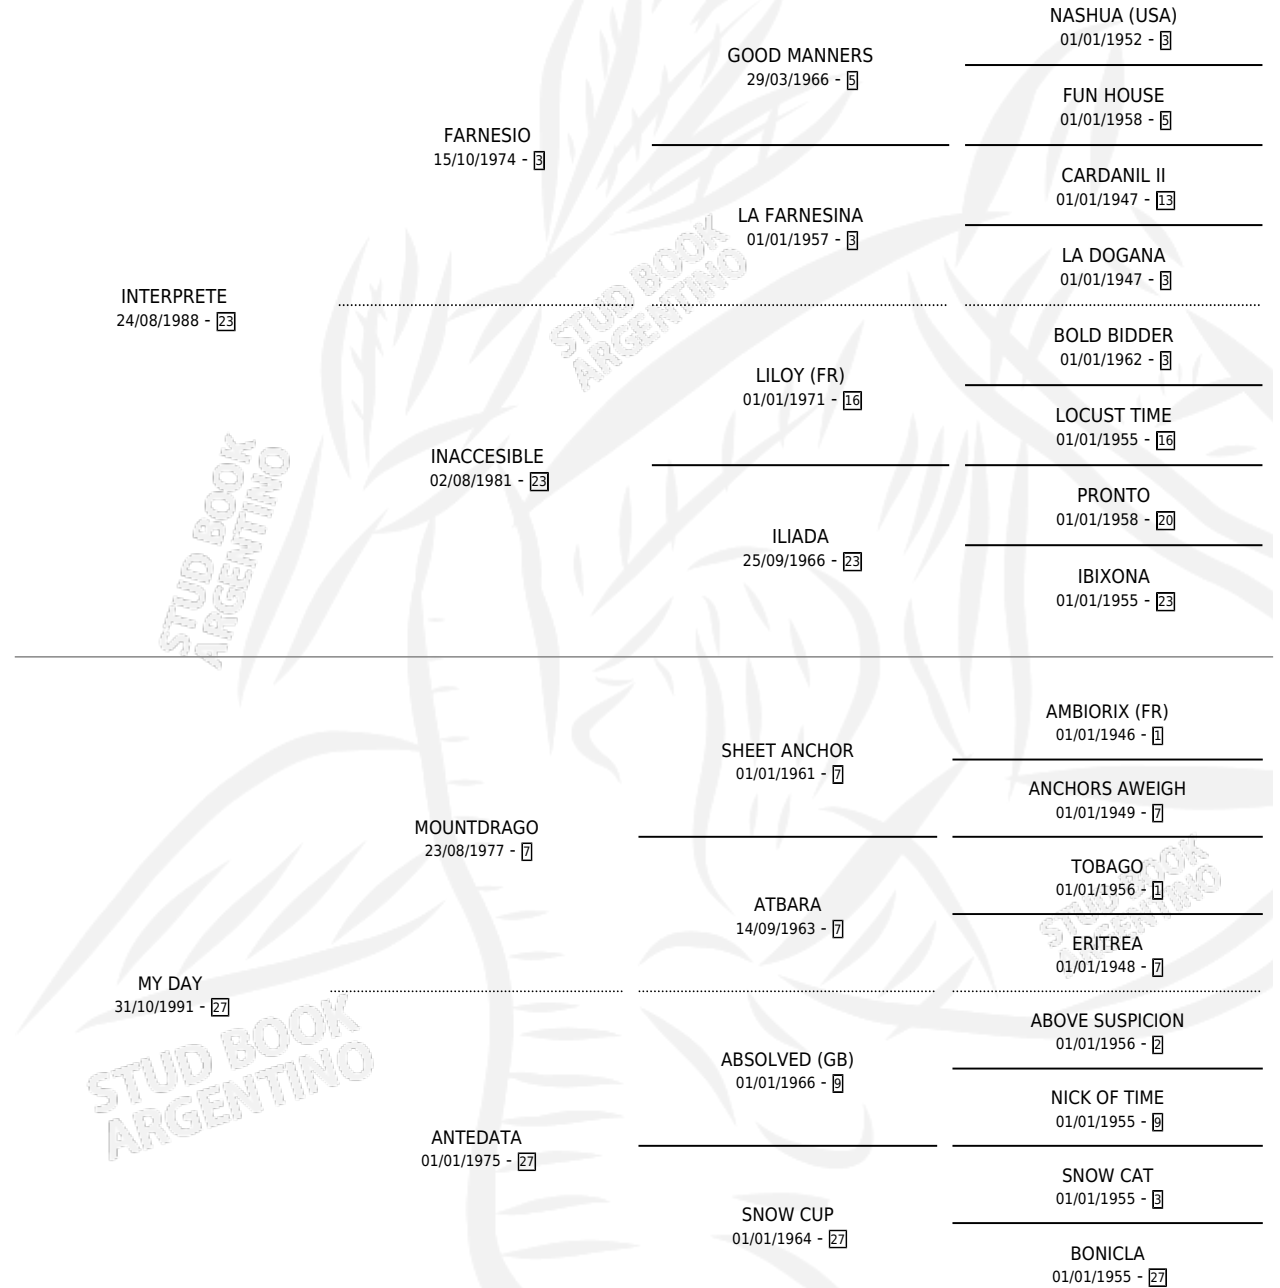 NASHUA (USA)
01/01/1952 - 3
GOOD MANNERS
29/03/1966 - 5
FUN HOUSE
01/01/1958 - 5
FARNESIO
15/10/1974 - 3
CARDANIL II
01/01/1947 - 13
LA FARNESINA
01/01/1957 - 3
LA DOGANA
01/01/1947 - 3
INTERPRETE
24/08/1988 - 23
STUD BOOK
ARGENTINO
BOLD BIDDER
01/01/1962 - 3
LILOY (FR)
01/01/1971 - 16
LOCUST TIME
01/01/1955 - 16
INACCESIBLE
02/08/1981 - 23
PRONTO
01/01/1958 - 20
ILIADA
25/09/1966 - 23
IBIXONA
01/01/1955 - 23
STUD BOOK
ARGENTINO
AMBIORIX (FR)
01/01/1946 - 1
SHEET ANCHOR
01/01/1961 - 7
ANCHORS AWEIGH
01/01/1949 - 7
MOUNTDRAGO
23/08/1977 - 7
TOBAGO
01/01/1956 - 1
ATBARA
14/09/1963 - 7
ERITREA
01/01/1948 - 7
STUD BOOK
ARGENTINO
MY DAY
31/10/1991 - 27
ABOVE SUSPICION
01/01/1956 - 2
ABSOLVED (GB)
01/01/1966 - 9
NICK OF TIME
01/01/1955 - 9
STUD BOOK
ARGENTINO
ANTEDATA
01/01/1975 - 27
SNOW CAT
01/01/1955 - 3
SNOW CUP
01/01/1964 - 27
BONICLA
01/01/1955 - 27